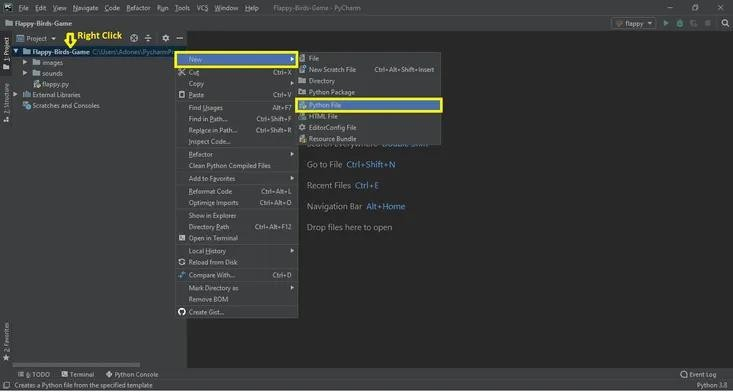 PC File Edit View Navigate Code Refactor Run Tools VCS Window Help Flappy-Birds-Game - PyCharm
Flappy-Birds-Game
flappy
Right Click
1: Project
Project
Flappy-Birds-Game C:\Users\Adones\PycharmPr
images
sounds
flappy.py
External Libraries
Scratches and Consoles
New
Cut Ctrl+X
Copy
Paste Ctrl+V
Find Usages Alt+F7
Find in Path... Ctrl+Shift+F
Replace in Path... Ctrl+Shift+R
Inspect Code...
Refactor
Clean Python Compiled Files
Add to Favorites
Reformat Code Ctrl+Alt+L
Optimize Imports Ctrl+Alt+O
Show in Explorer
Directory Path Ctrl+Alt+F12
Open in Terminal
Local History
Reload from Disk
Compare With... Ctrl+D
Mark Directory as
Remove BOM
Create Gist...
File
New Scratch File Ctrl+Alt+Shift+Insert
Directory
Python Package
Python File
HTML File
EditorConfig File
Resource Bundle
Search Everywhere Double Shift
Go to File Ctrl+Shift+N
Recent Files Ctrl+E
Navigation Bar Alt+Home
Drop files here to open
Z: Structure
2: Favorites
6: TODO Terminal Python Console Event Log
Creates a Python file from the specified template Python 3.8